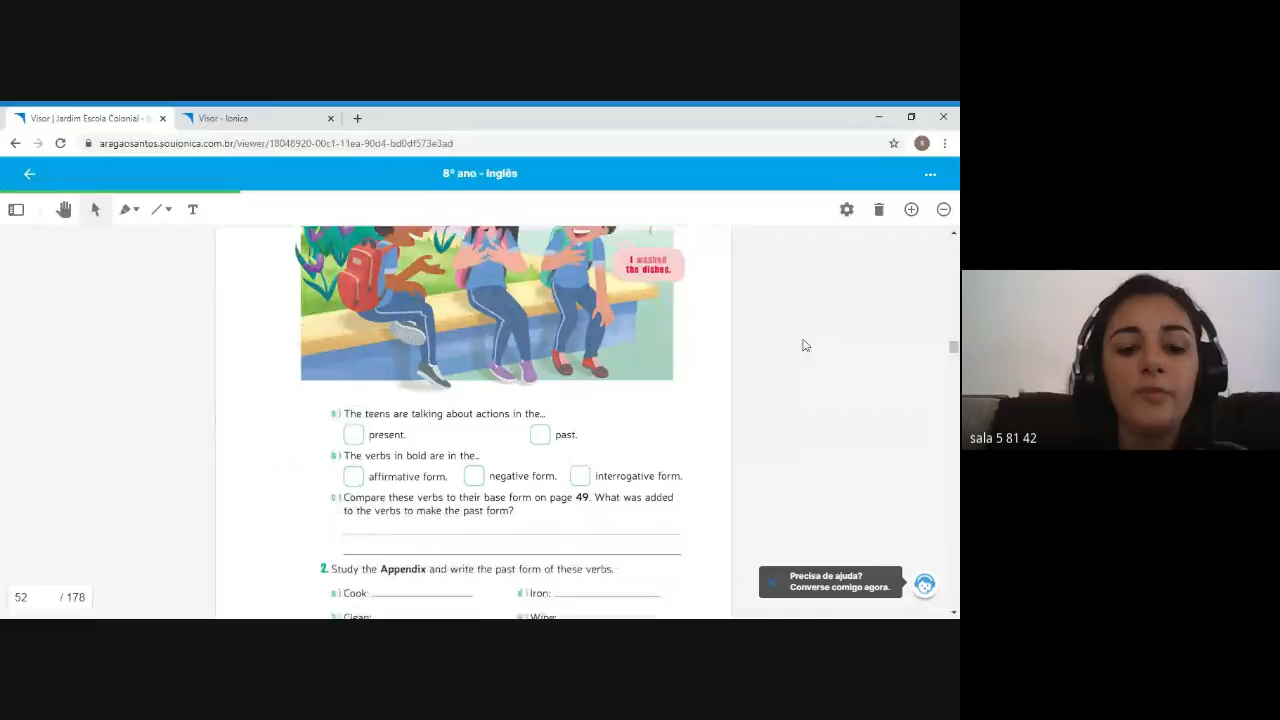 Visor | Jardim Escola Colonial - Io
Visor - Ionica
aragaosantos.souionica.com.br/viewer/18048920-00c1-11ea-90d4-bd0df573e3ad
8º ano - Inglês
I washed
the dishes.
a) The teens are talking about actions in the...
present. past.
b) The verbs in bold are in the...
affirmative form. negative form. interrogative form.
c) Compare these verbs to their base form on page 49. What was added
to the verbs to make the past form?
2. Study the Appendix and write the past form of these verbs.
a) Cook: d) Iron:
Clean: Wipe:
Precisa de ajuda?
Converse comigo agora.
52 / 178
sala 5 81 42